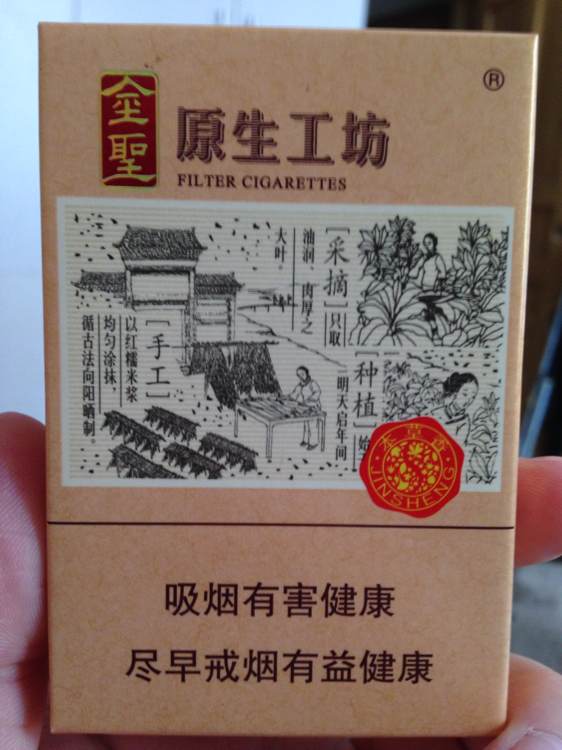 金聖
®
原生工坊
FILTER CIGARETTES
[种植]始
明天启年间
[采摘]只取
油润、肉厚之
大叶。
[手工]
以红糯米浆
均匀涂抹,
循古法向阳晒制。
本草香
JINSHENG
吸烟有害健康
尽早戒烟有益健康